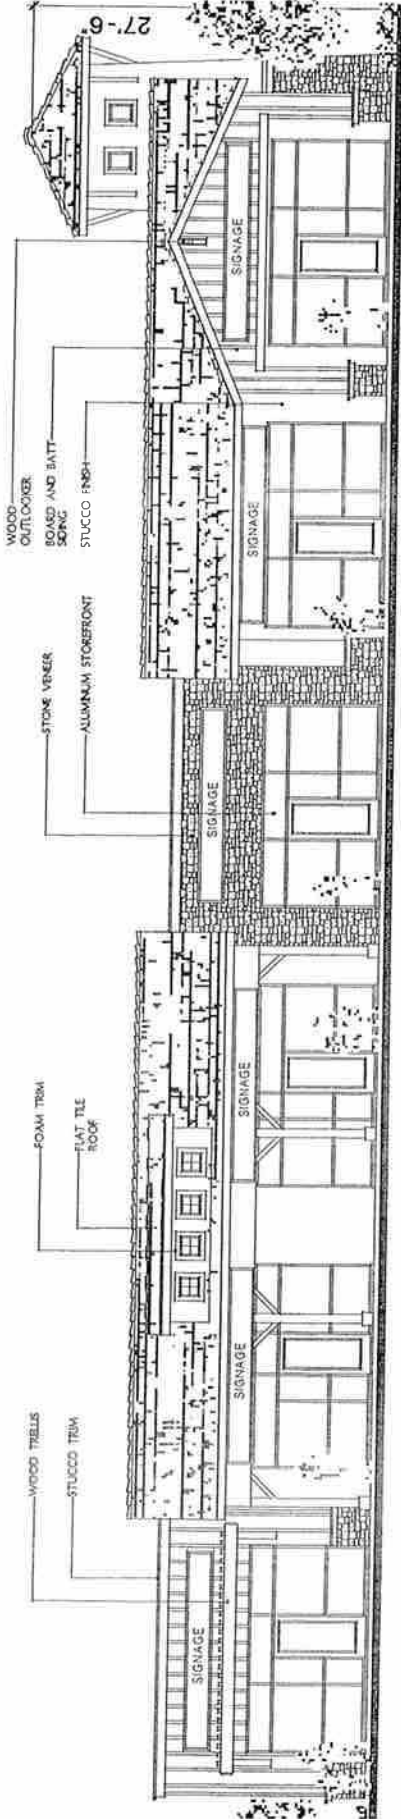 WOOD TRELLIS
STUCCO TRIM
FOAM TRIM
FLAT TILE
ROOF
STONE VENEER
ALUMINUM STOREFRONT
WOOD
OUTLOOKER
BOARD AND BATT
SIDING
STUCCO FINISH
27'-6
SIGNAGE
SIGNAGE
SIGNAGE
SIGNAGE
SIGNAGE
SIGNAGE